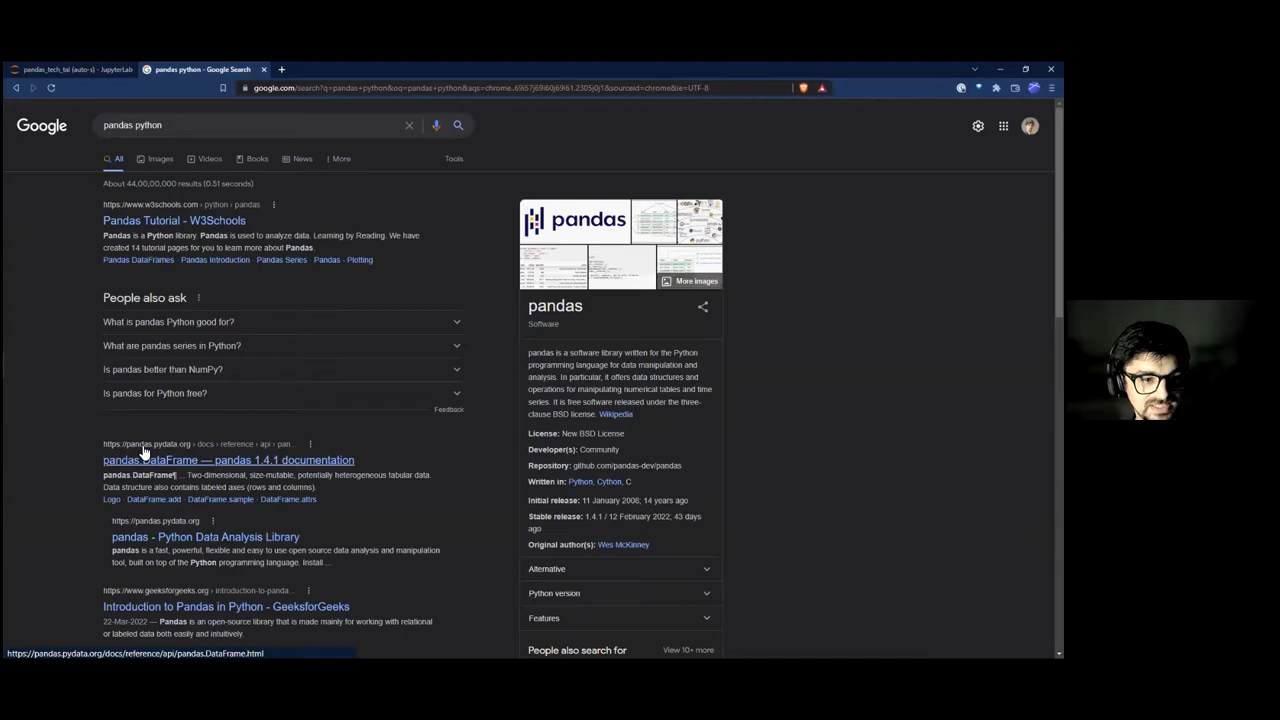 pandas_tech_tai (auto-s) - JupyterLab
pandas python - Google Search
google.com/search?q=pandas+python&oq=pandas+python&aqs=chrome..69i57j69i60j69i61.2305j0j1&sourceid=chrome&ie=UTF-8
Google
pandas python
All
Images
Videos
Books
News
More
Tools
About 44,00,00,000 results (0.51 seconds)
https://www.w3schools.com › python › pandas
Pandas Tutorial - W3Schools
Pandas is a Python library. Pandas is used to analyze data. Learning by Reading. We have
created 14 tutorial pages for you to learn more about Pandas.
Pandas DataFrames · Pandas Introduction · Pandas Series · Pandas - Plotting
People also ask
What is pandas Python good for?
What are pandas series in Python?
Is pandas better than NumPy?
Is pandas for Python free?
Feedback
https://pandas.pydata.org › docs › reference › api › pan...
pandas.DataFrame — pandas 1.4.1 documentation
pandas.DataFrame¶ ... Two-dimensional, size-mutable, potentially heterogeneous tabular data.
Data structure also contains labeled axes (rows and columns).
Logo · DataFrame.add · DataFrame.sample · DataFrame.attrs
https://pandas.pydata.org
pandas - Python Data Analysis Library
pandas is a fast, powerful, flexible and easy to use open source data analysis and manipulation
tool, built on top of the Python programming language. Install ...
https://www.geeksforgeeks.org › introduction-to-panda...
Introduction to Pandas in Python - GeeksforGeeks
22-Mar-2022 — Pandas is an open-source library that is made mainly for working with relational
or labeled data both easily and intuitively.
https://pandas.pydata.org/docs/reference/api/pandas.DataFrame.html
pandas
More images
pandas
Software
pandas is a software library written for the Python
programming language for data manipulation and
analysis. In particular, it offers data structures and
operations for manipulating numerical tables and time
series. It is free software released under the three-
clause BSD license. Wikipedia
License: New BSD License
Developer(s): Community
Repository: github.com/pandas-dev/pandas
Written in: Python, Cython, C
Initial release: 11 January 2008; 14 years ago
Stable release: 1.4.1 / 12 February 2022; 43 days
ago
Original author(s): Wes McKinney
Alternative
Python version
Features
People also search for
View 10+ more